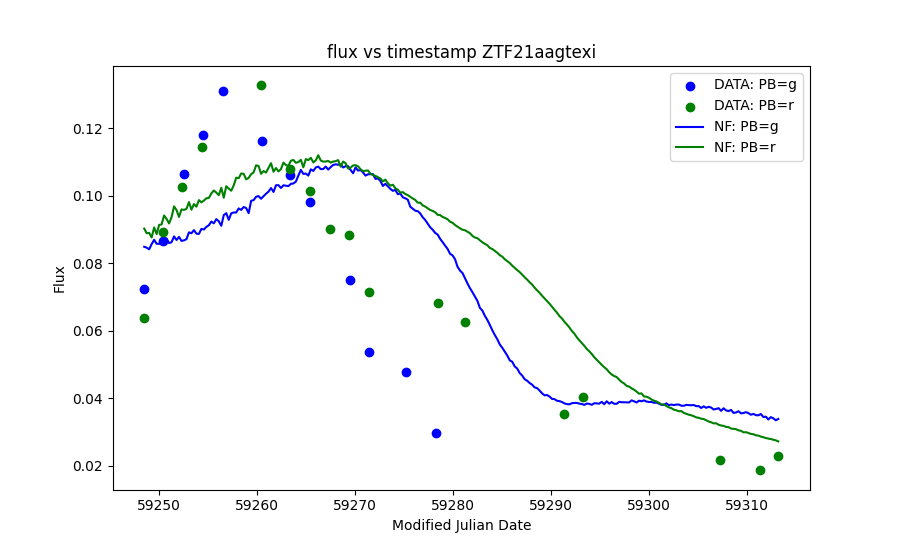 flux vs timestamp ZTF21aagtexi
DATA: PB=g
DATA: PB=r
NF: PB=g
NF: PB=r
Flux
0.12
0.10
0.08
0.06
0.04
0.02
59250 59260 59270 59280 59290 59300 59310
Modified Julian Date